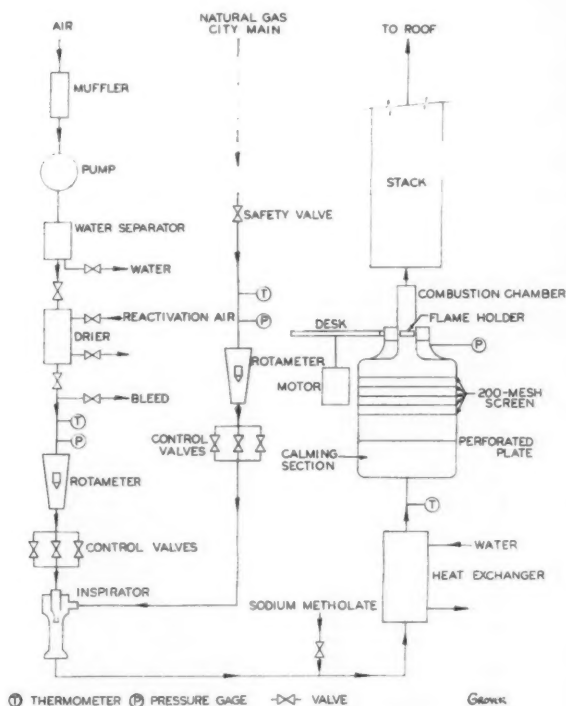 AIR
NATURAL GAS
CITY MAIN
TO ROOF
MUFFLER
PUMP
STACK
SAFETY VALVE
WATER SEPARATOR
WATER
T
COMBUSTION CHAMBER
REACTIVATION AIR
P
DESK
FLAME HOLDER
P
DRIER
ROTAMETER
MOTOR
200-MESH
SCREEN
BLEED
T
P
CONTROL
VALVES
CALMING
SECTION
PERFORATED
PLATE
ROTAMETER
T
CONTROL VALVES
WATER
HEAT EXCHANGER
INSPIRATOR
SODIUM METHOLATE
T THERMOMETER P PRESSURE GAGE VALVE